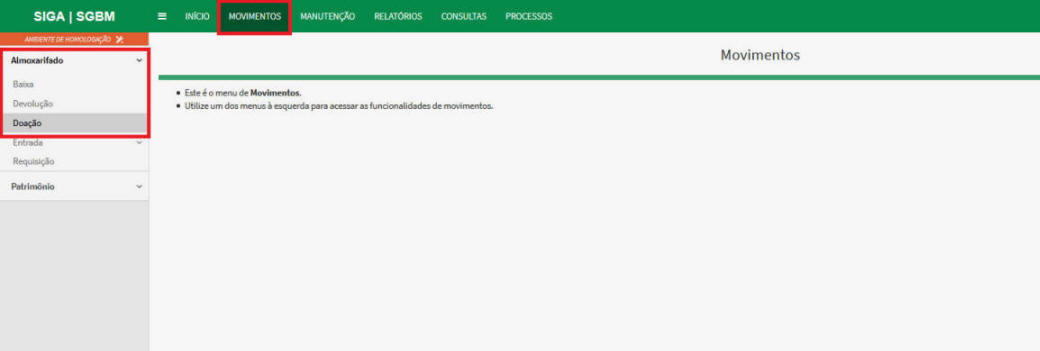 SIGA | SGBM
INÍCIO MOVIMENTOS MANUTENÇÃO RELATÓRIOS CONSULTAS PROCESSOS
AMBIENTE DE HOMOLOGAÇÃO
Movimentos
Almoxarifado
Baixa
Devolução
Doação
Entrada
Requisição
Patrimônio
Este é o menu de Movimentos.
Utilize um dos menus à esquerda para acessar as funcionalidades de movimentos.